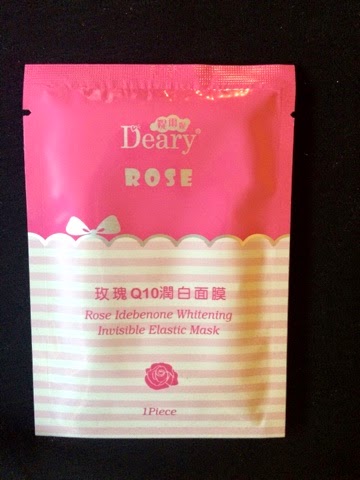 Deary
ROSE
玫瑰Q10潤白面膜
Rose Idebenone Whitening
Invisible Elastic Mask
1Piece